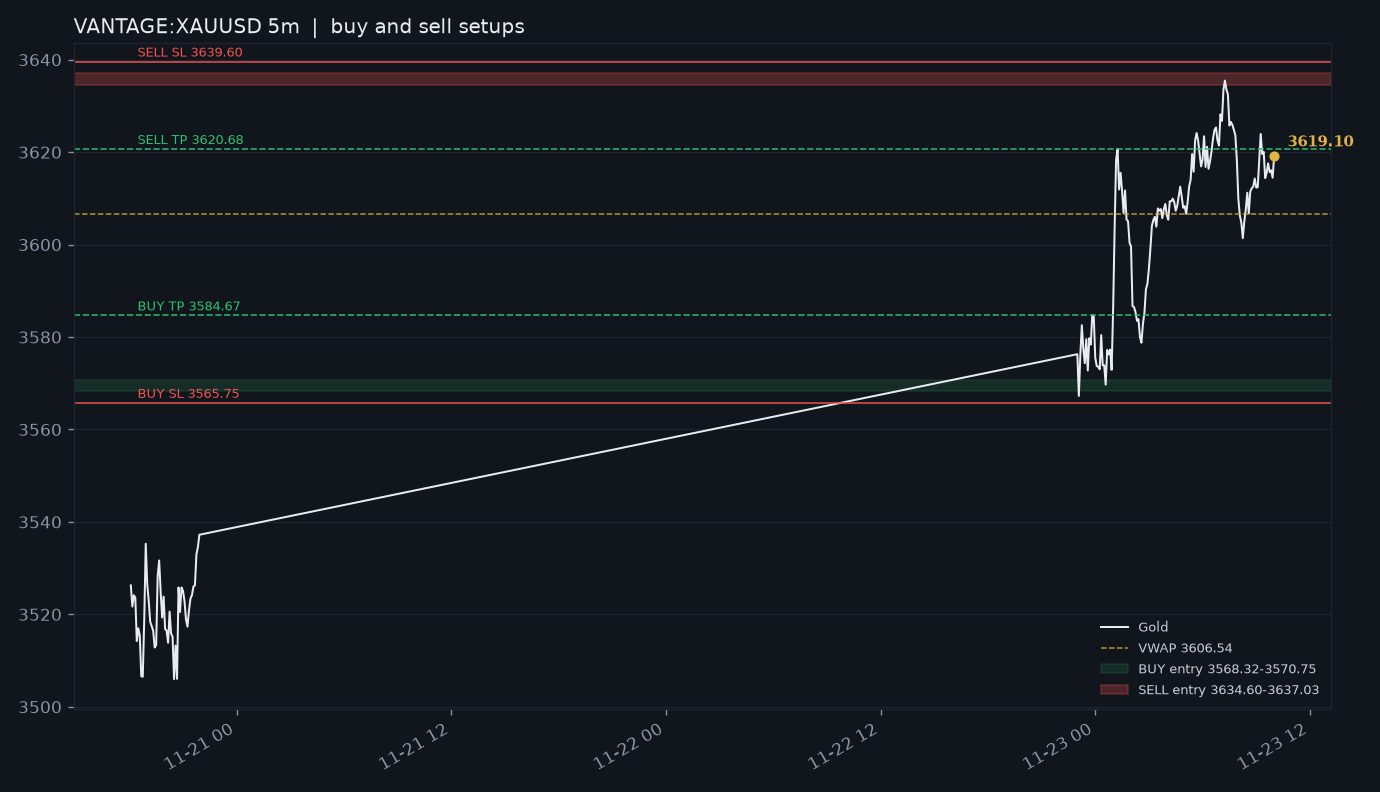 VANTAGE:XAUUSD 5m | buy and sell setups
3640
3620
3600
3580
3560
3540
3520
3500
SELL SL 3639.60
SELL TP 3620.68
3619.10
BUY TP 3584.67
BUY SL 3565.75
Gold
VWAP 3606.54
BUY entry 3568.32-3570.75
SELL entry 3634.60-3637.03
11-21 00
11-21 12
11-22 00
11-22 12
11-23 00
11-23 12